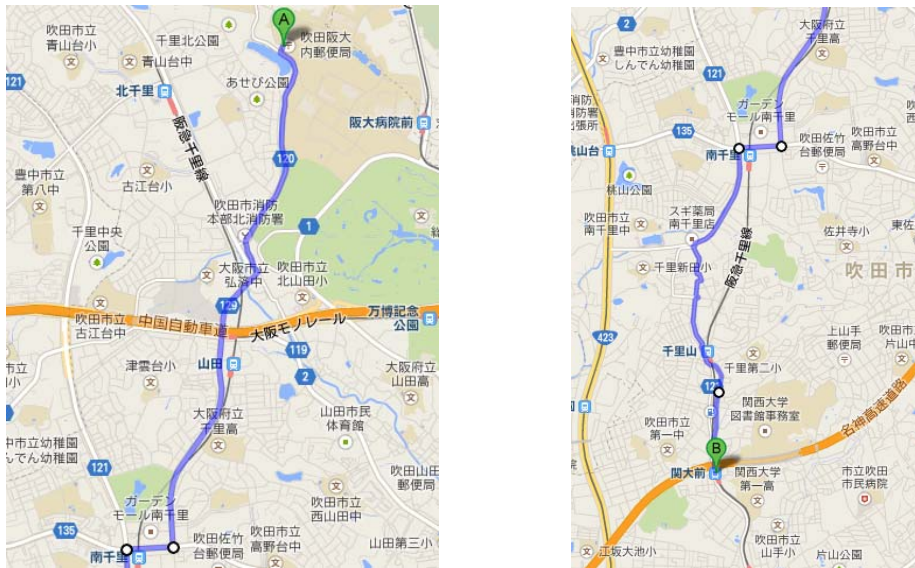 吹田市立
青山台小
千里北公園
A
吹田阪大
内郵便局
青山台中
あせび公園
121
北千里
阪急千里線
阪大病院前
120
豊中市立
第八中
古江台小
吹田市消防
本部北消防署
1
千里中央
公園
大阪市立
弘済中
吹田市立
北山田小
129
万博記念
公園
吹田市立
古江台中
中国自動車道
大阪モノレール
119
山田
2
津雲台小
大阪府立
山田高
大阪府立
千里高
山田市民
体育館
中市立幼稚園
んでん幼稚園
121
吹田山田
郵便局
ガーデン
モール南千里
吹田市立
西山田中
135
吹田佐竹
台郵便局
吹田市立
高野台中
山田第三小
南千里
2
大阪府立
千里高
豊中市立幼稚園
しんでん幼稚園
121
消防
出張所
ガーデン
モール南千里
135
吹田佐竹
台郵便局
吹田市立
高野台中
桃山台
南千里
桃山公園
吹田市立
南千里中
スギ薬局
南千里店
佐井寺小
東佐
千里新田小
阪急千里線
吹田市
423
上山手
郵便局
吹田市
片山中
千里山
千里第二小
関西大学
図書館事務室
名神高速道路
吹田市立
第一中
B
関大前
関西大学
第一高
市立吹田
市民病院
江坂大池小
吹田市立
山手小
片山公園